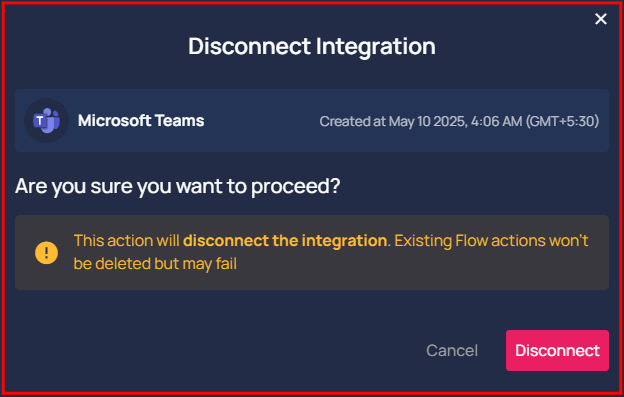 Disconnect Integration
T
Microsoft Teams
Created at May 10 2025, 4:06 AM (GMT+5:30)
Are you sure you want to proceed?
This action will disconnect the integration. Existing Flow actions won't
be deleted but may fail
Cancel
Disconnect